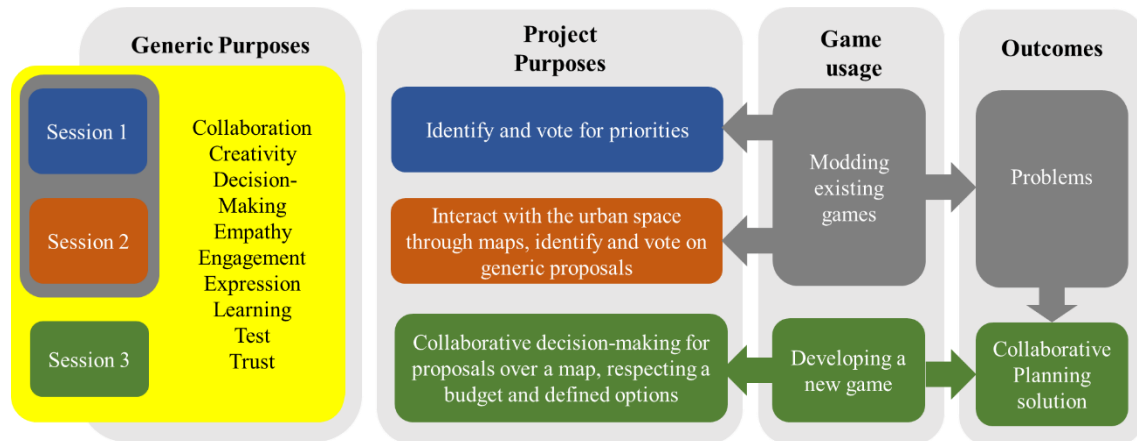 Generic Purposes
Project
Purposes
Game
usage
Outcomes
Session 1
Session 2
Session 3
Collaboration
Creativity
Decision-
Making
Empathy
Engagement
Expression
Learning
Test
Trust
Identify and vote for priorities
Interact with the urban space
through maps, identify and vote on
generic proposals
Collaborative decision-making for
proposals over a map, respecting a
budget and defined options
Modding
existing
games
Developing a
new game
Problems
Collaborative
Planning
solution